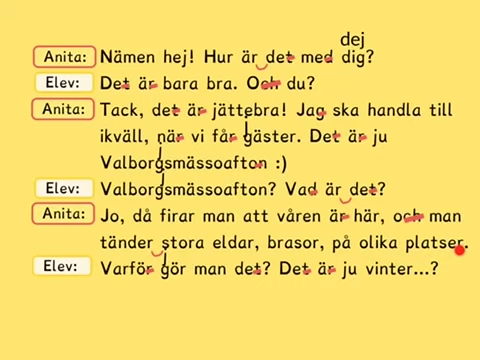 dej
Anita: Nämen hej! Hur är det med dig?
Elev: Det är bara bra. Och du?
Anita: Tack, det är jättebra! Jag ska handla till
ikväll, när vi får gäster. Det är ju
Valborgsmässoafton :)
Elev: Valborgsmässoafton? Vad är det?
Anita: Jo, då firar man att våren är här, och man
tänder stora eldar, brasor, på olika platser.
Elev: Varför gör man det? Det är ju vinter...?